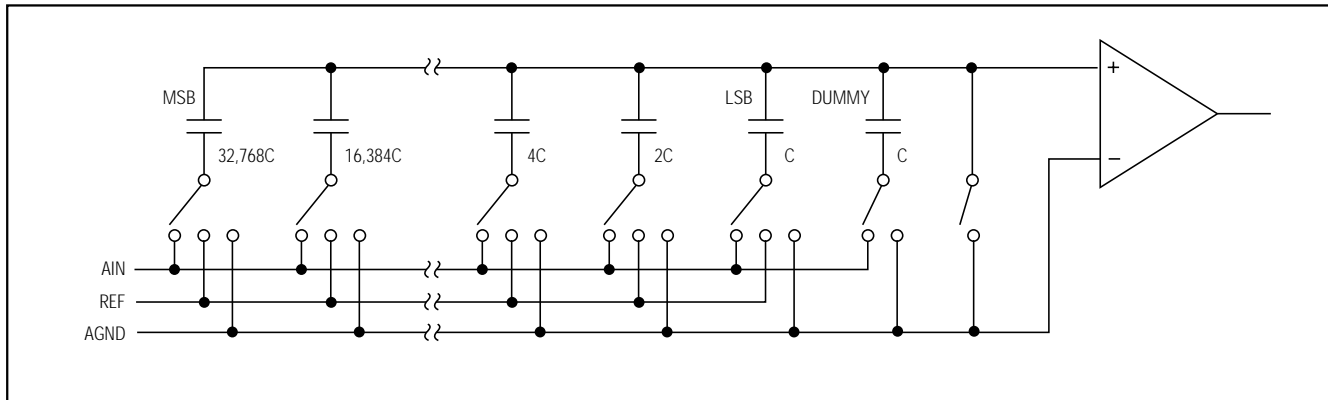 MSB
LSB
DUMMY
+
32,768C
16,384C
4C
2C
C
C
−
AIN
REF
AGND